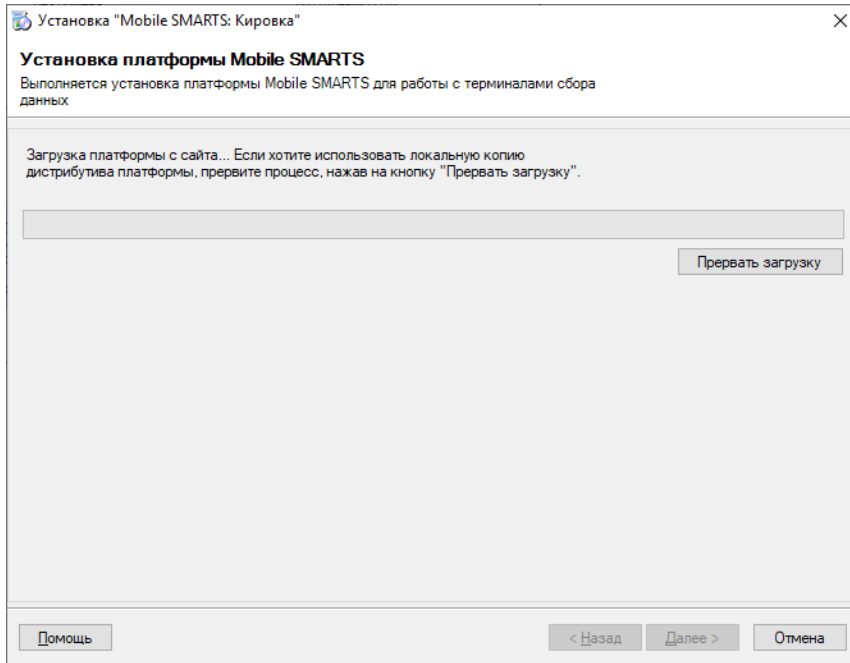 Установка "Mobile SMARTS: Кировка"
Установка платформы Mobile SMARTS
Выполняется установка платформы Mobile SMARTS для работы с терминалами сбора
данных
Загрузка платформы с сайта... Если хотите использовать локальную копию
дистрибутива платформы, прервите процесс, нажав на кнопку "Прервать загрузку".
Прервать загрузку
Помощь
< Назад
Далее >
Отмена